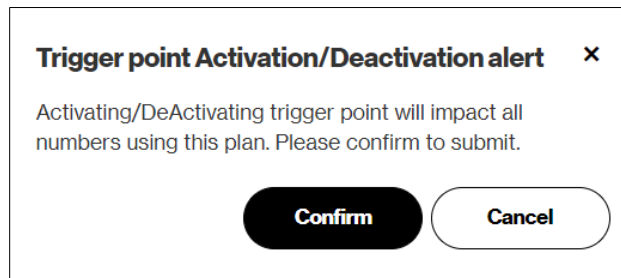 Trigger point Activation/Deactivation alert ×
Activating/DeActivating trigger point will impact all
numbers using this plan. Please confirm to submit.
Confirm Cancel